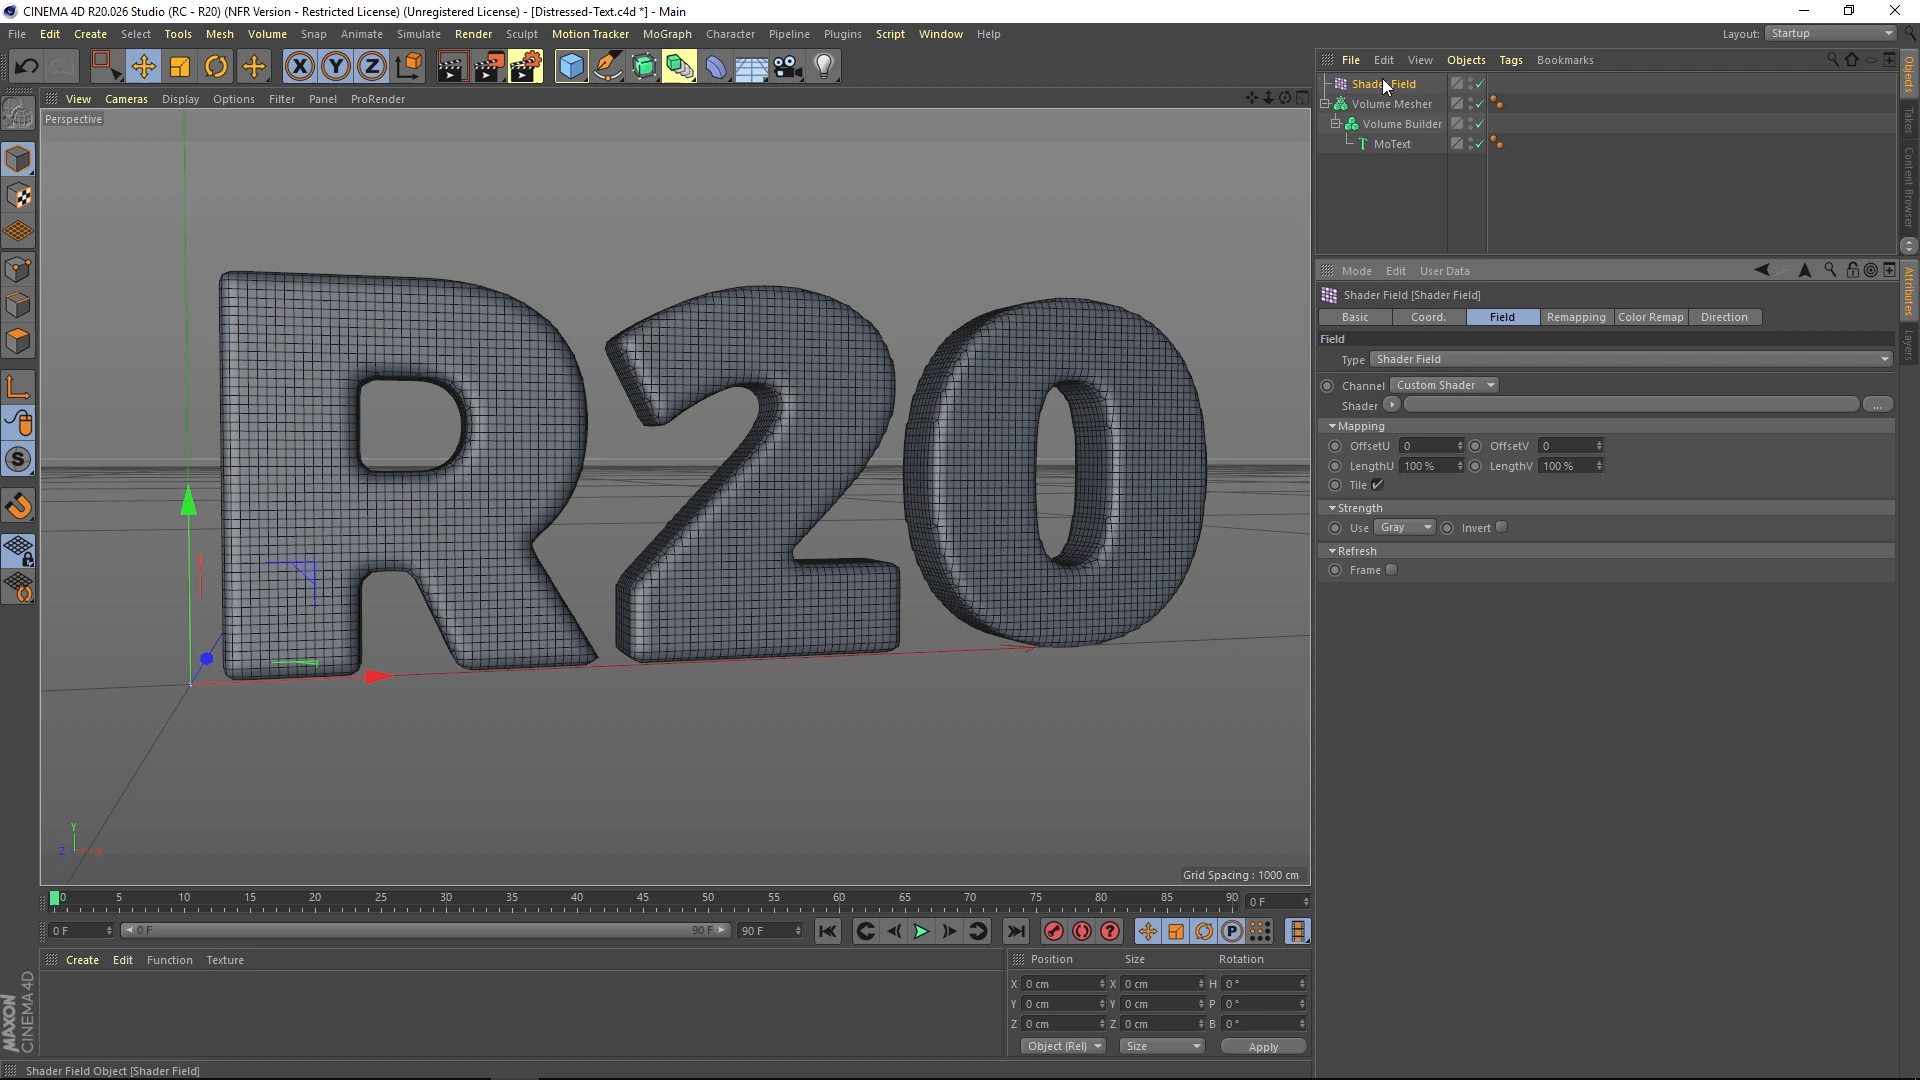 CINEMA 4D R20.026 Studio (RC - R20) (NFR Version - Restricted License) (Unregistered License) - [Distressed-Text.c4d *] - Main
File Edit Create Select Tools Mesh Volume Snap Animate Simulate Render Sculpt Motion Tracker MoGraph Character Pipeline Plugins Script Window Help
Layout: Startup
X Y Z
View Cameras Display Options Filter Panel ProRender
Perspective
R20
Y
Z X
Grid Spacing : 1000 cm
0 5 10 15 20 25 30 35 40 45 50 55 60 65 70 75 80 85 90 0 F
0 F 0 F 90 F 90 F
Create Edit Function Texture
Position Size Rotation
X 0 cm X 0 cm H 0 °
Y 0 cm Y 0 cm P 0 °
Z 0 cm Z 0 cm B 0 °
Object (Rel) Size Apply
MAXON
CINEMA 4D
Shader Field Object [Shader Field]
File Edit View Objects Tags Bookmarks
Shader Field
Volume Mesher
Volume Builder
MoText
Mode Edit User Data
Shader Field [Shader Field]
Basic Coord. Field Remapping Color Remap Direction
Field
Type Shader Field
Channel Custom Shader
Shader ...
Mapping
OffsetU 0 OffsetV 0
LengthU 100 % LengthV 100 %
Tile
Strength
Use Gray Invert
Refresh
Frame
Objects
Takes
Content Browser
Attributes
Layers